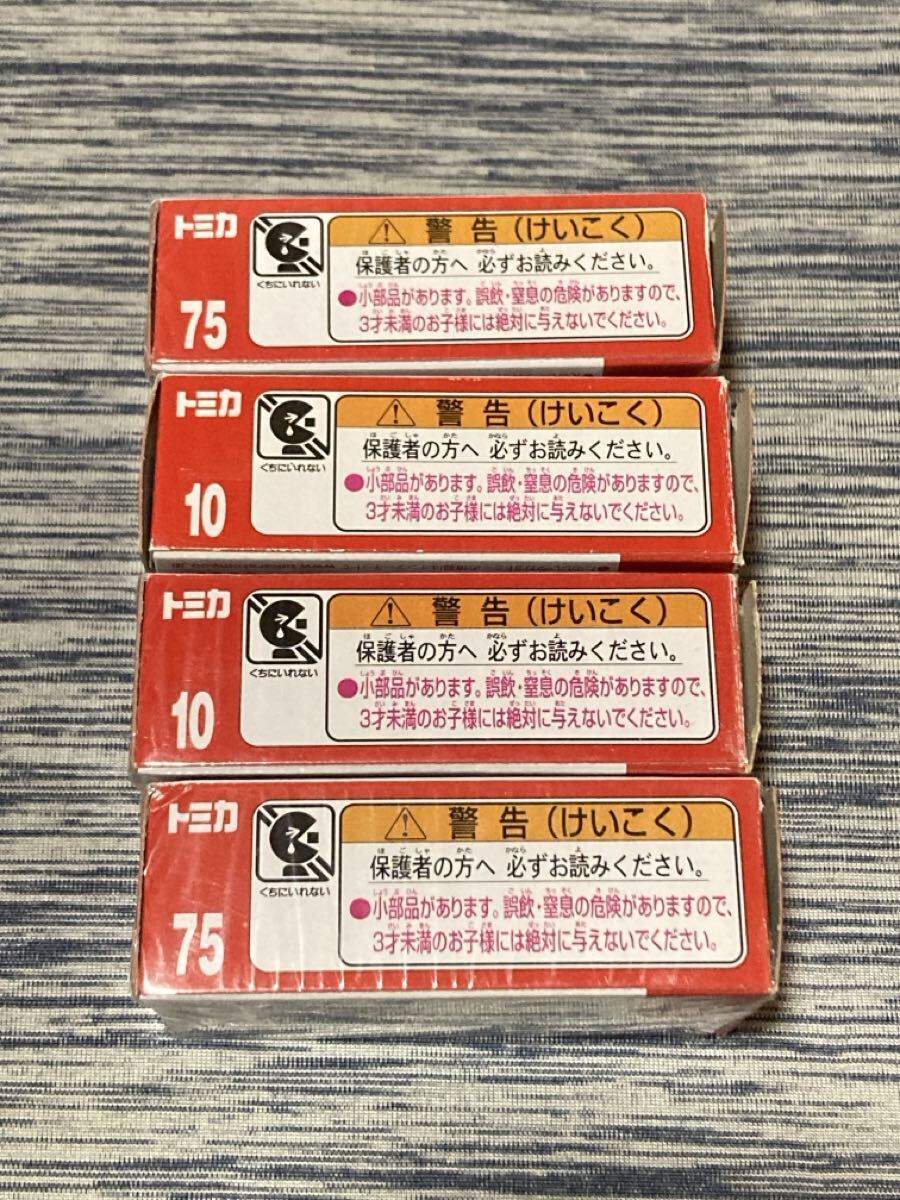 トミカ
75
くちにいれない
警告(けいこく)
保護者の方へ 必ずお読みください。
●小部品があります。誤飲・窒息の危険がありますので、
3才未満のお子様には絶対に与えないでください。
トミカ
10
くちにいれない
警告(けいこく)
保護者の方へ 必ずお読みください。
●小部品があります。誤飲・窒息の危険がありますので、
3才未満のお子様には絶対に与えないでください。
トミカ
10
くちにいれない
警告(けいこく)
保護者の方へ 必ずお読みください。
●小部品があります。誤飲・窒息の危険がありますので、
3才未満のお子様には絶対に与えないでください。
トミカ
75
くちにいれない
警告(けいこく)
保護者の方へ 必ずお読みください。
●小部品があります。誤飲・窒息の危険がありますので、
3才未満のお子様には絶対に与えないでください。